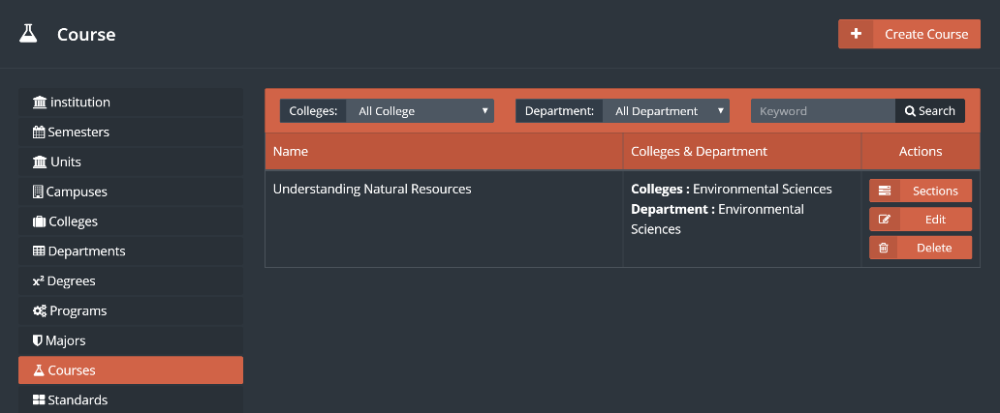 Course
Create Course
institution
Semesters
Units
Campuses
Colleges
Departments
x² Degrees
Programs
Majors
Courses
Standards
Colleges: All College
Department: All Department
Keyword
Search
Name
Colleges & Department
Actions
Understanding Natural Resources
Colleges : Environmental Sciences
Department : Environmental
Sciences
Sections
Edit
Delete